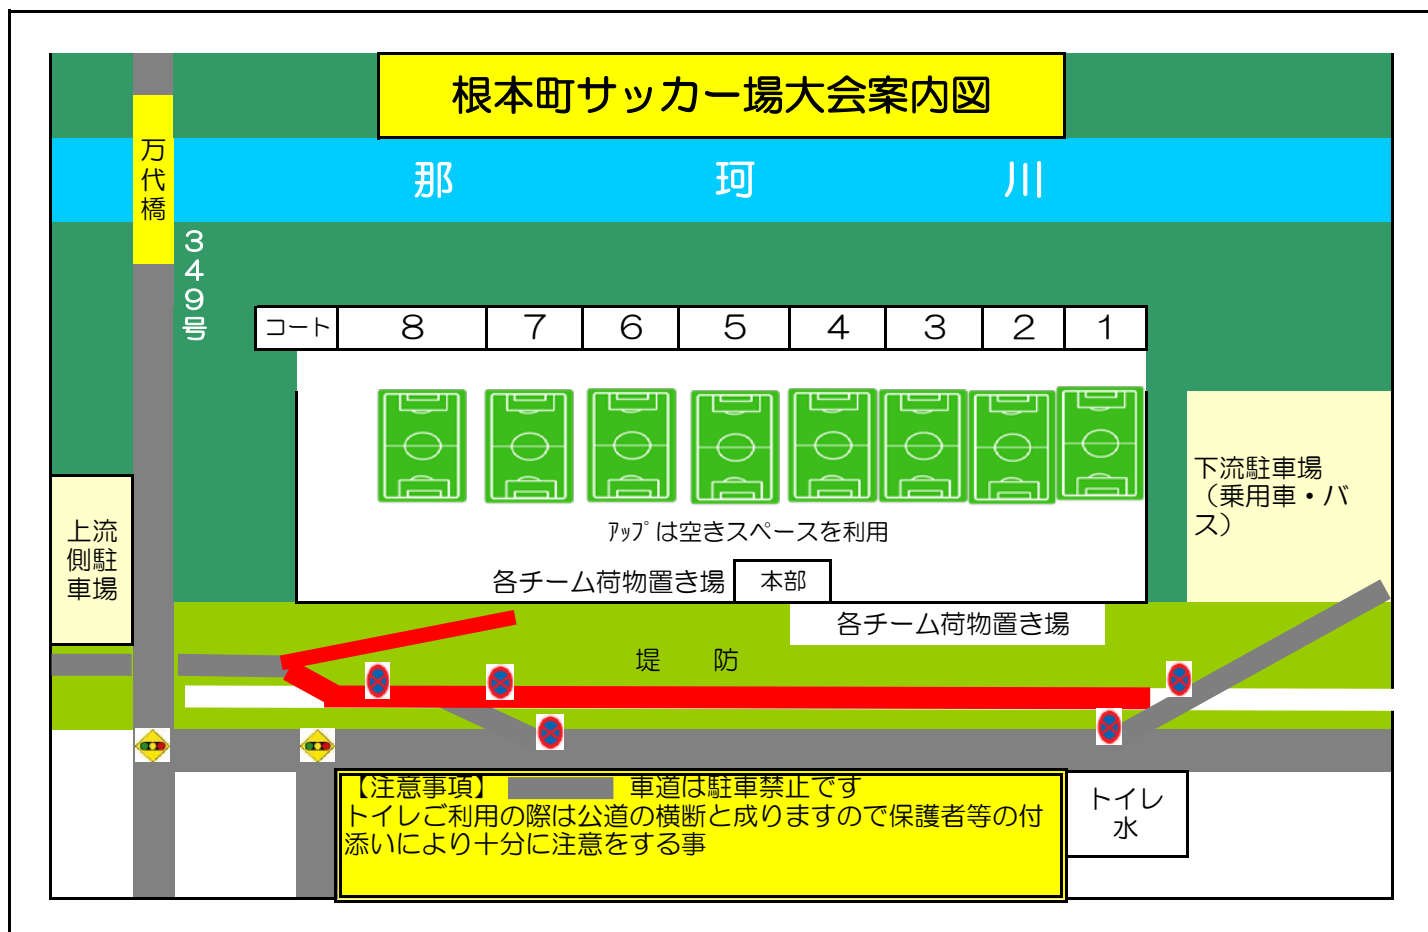 根本町サッカー場大会案内図
万代橋
那珂川
３４９号
コート 8 7 6 5 4 3 2 1
下流駐車場
（乗用車・バ
ス）
上流
側駐
車場
ｱｯﾌﾟは空きスペースを利用
各チーム荷物置き場 本部
各チーム荷物置き場
堤　防
【注意事項】 車道は駐車禁止です
トイレご利用の際は公道の横断と成りますので保護者等の付
添いにより十分に注意をする事
トイレ
水